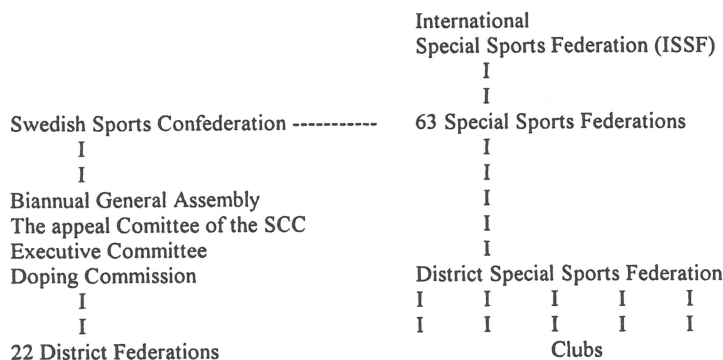 International
Special Sports Federation (ISSF)
I
I
Swedish Sports Confederation ----------- 63 Special Sports Federations
I I
I I
Biannual General Assembly I
The appeal Comittee of the SCC I
Executive Committee I
Doping Commission District Special Sports Federation
I I I I I I
I I I I I I
22 District Federations Clubs